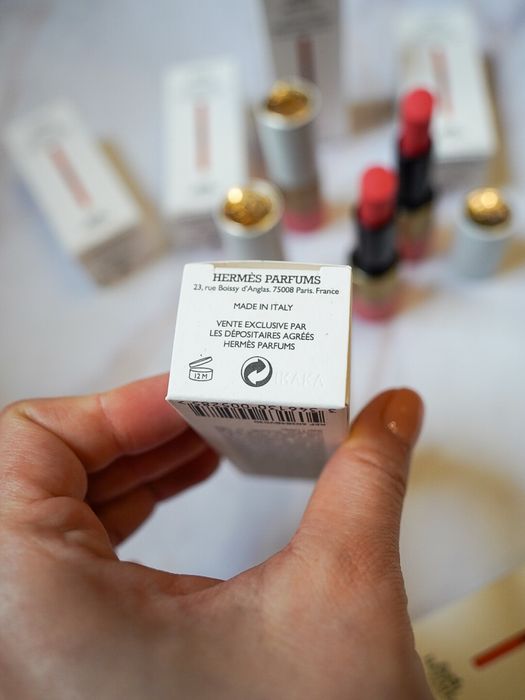 HERMÈS PARFUMS
23, rue Boissy d'Anglas. 75008 Paris. France
MADE IN ITALY
VENTE EXCLUSIVE PAR
LES DÉPOSITAIRES AGRÉÉS
HERMÈS PARFUMS
12 M
IKAKA